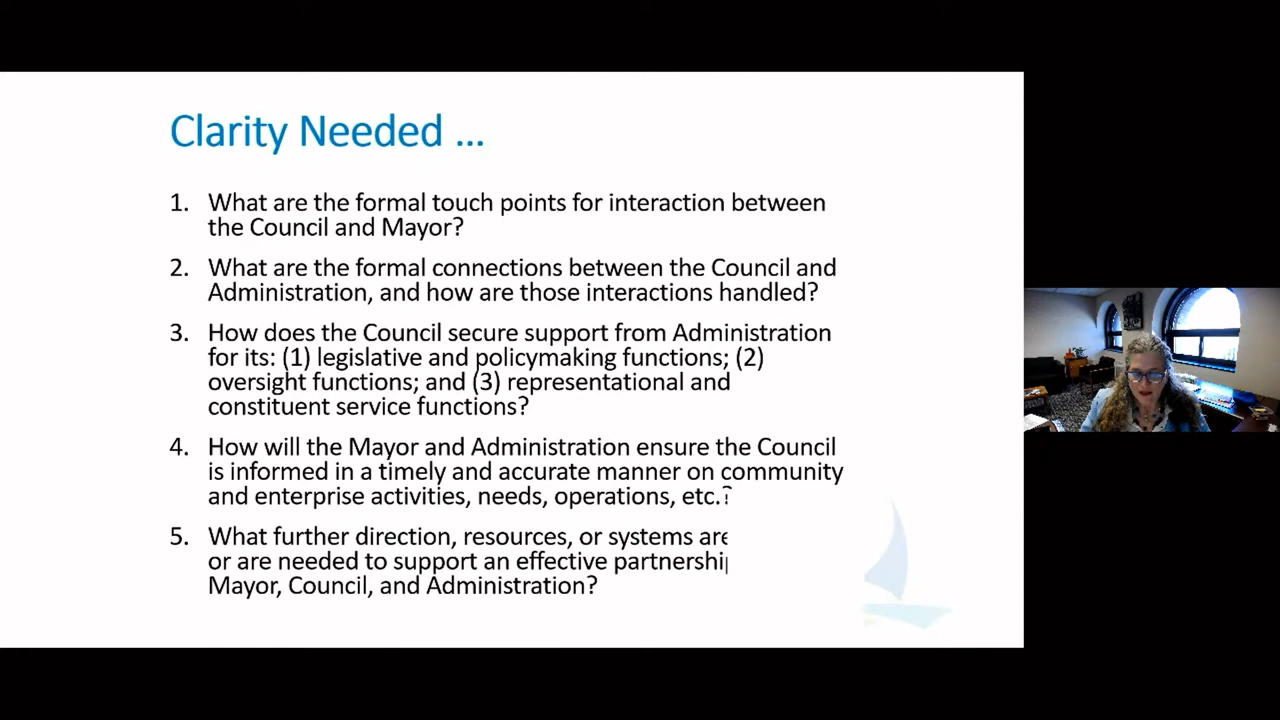 Clarity Needed ...
1. What are the formal touch points for interaction between
the Council and Mayor?
2. What are the formal connections between the Council and
Administration, and how are those interactions handled?
3. How does the Council secure support from Administration
for its: (1) legislative and policymaking functions; (2)
oversight functions; and (3) representational and
constituent service functions?
4. How will the Mayor and Administration ensure the Council
is informed in a timely and accurate manner on community
and enterprise activities, needs, operations, etc.?
5. What further direction, resources, or systems are
or are needed to support an effective
Mayor, Council, and Administration?